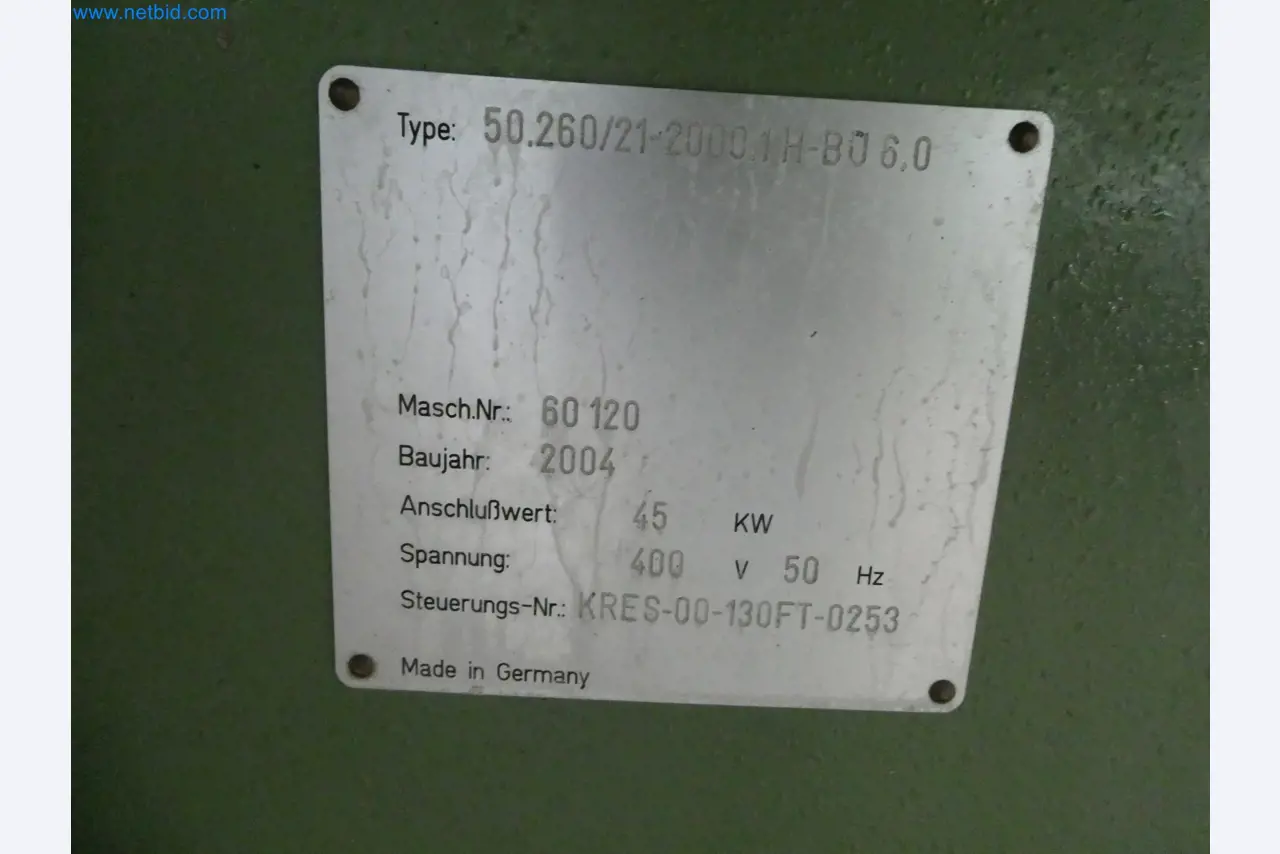 www.netbid.com
Type: 50.260/21-2000.1 H-BO 6,0
Masch.Nr.: 60 120
Baujahr: 2004
Anschlußwert: 45 KW
Spannung: 400 V 50 Hz
Steuerungs-Nr.: KRES-00-130FT-0253
Made in Germany